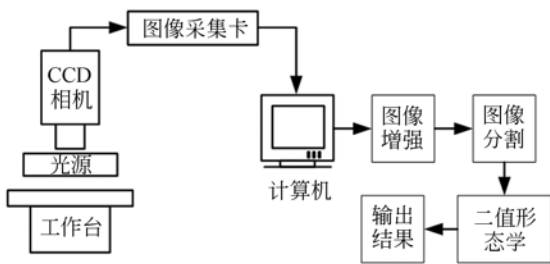 图像采集卡
CCD
相机
光源
工作台
计算机
图像
增强
图像
分割
二值形
态学
输出
结果